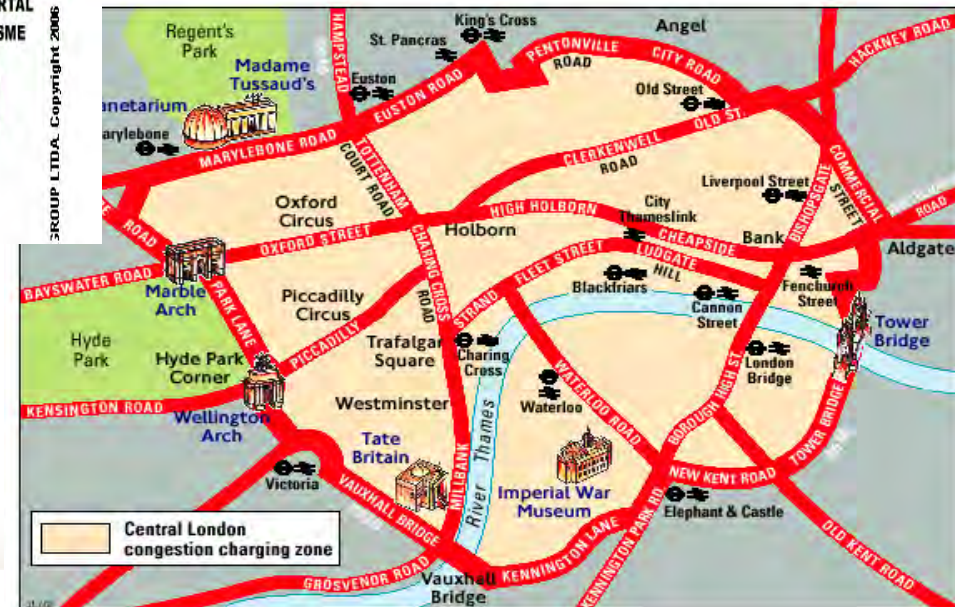 RTAL
SME
GROUP LTDA. Copyright 2006
Regent's
Park
HAMPSTEAD
King's Cross
St. Pancras
Angel
Madame
Tussaud's
anetarium
arylebone
Euston
EUSTON ROAD
PENTONVILLE
ROAD
CITY ROAD
HACKNEY ROAD
Old Street
OLD ST.
MARYLEBONE ROAD
TOTTENHAM
COURT ROAD
CLERKENWELL
ROAD
COMMERCIAL
STREET
Liverpool Street
BISHOPSGATE
ROAD
Oxford
Circus
OXFORD STREET
Holborn
HIGH HOLBORN
City
Thameslink
CHEAPSIDE
Bank
Aldgate
ROAD
BAYSWATER ROAD
Marble
Arch
PARK LANE
Piccadilly
Circus
PICCADILLY
CHARING CROSS
ROAD
STRAND
FLEET STREET
LUDGATE
HILL
Blackfriars
Cannon
Street
Fenchurch
Street
Tower
Bridge
Hyde
Park
Hyde Park
Corner
Trafalgar
Square
Charing
Cross
London
Bridge
KENSINGTON ROAD
Wellington
Arch
Westminster
WATERLOO ROAD
Waterloo
BOROUGH HIGH ST.
TOWER BRIDGE
Tate
Britain
MILLBANK
River Thames
Imperial War
Museum
NEW KENT ROAD
Elephant & Castle
Victoria
VAUXHALL BRIDGE
KENNINGTON LANE
KENNINGTON PARK RD.
OLD KENT ROAD
Central London
congestion charging zone
GROSVENOR ROAD
Vauxhall
Bridge